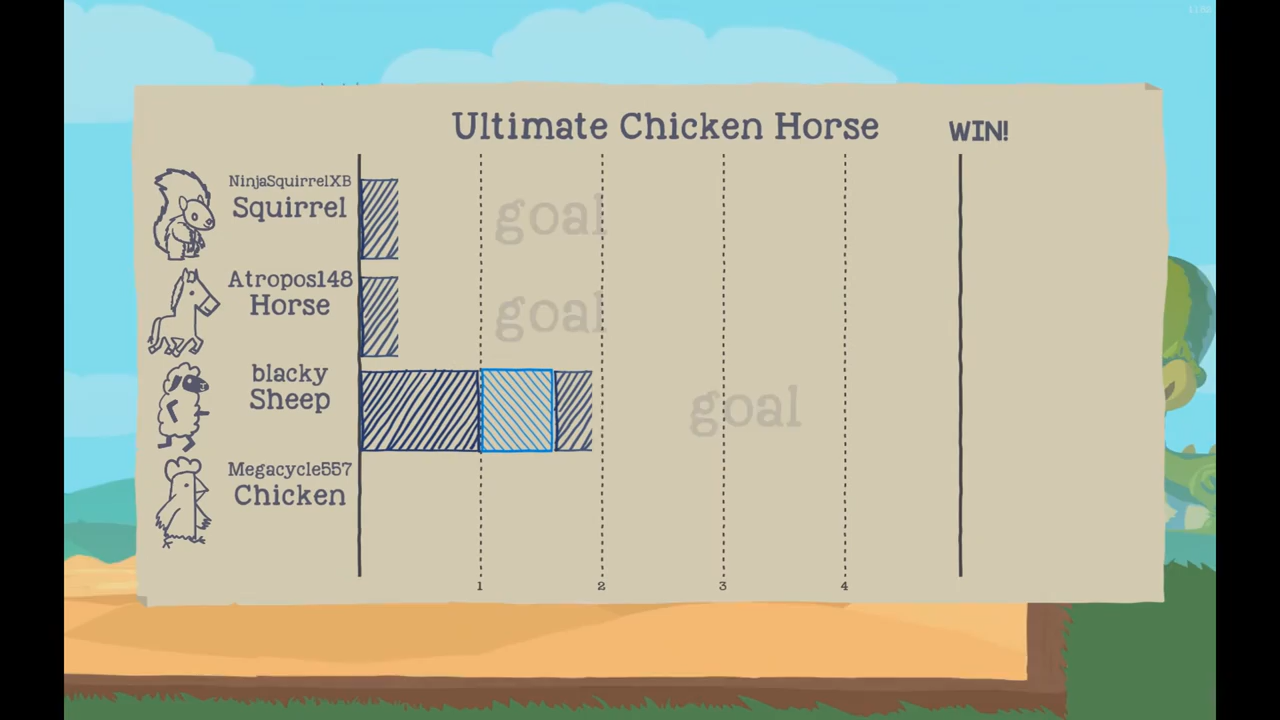 Ultimate Chicken Horse
WIN!
NinjaSquirrelXB
Squirrel
goal
Atropos148
Horse
goal
blacky
Sheep
goal
Megacycle557
Chicken
1 2 3 4